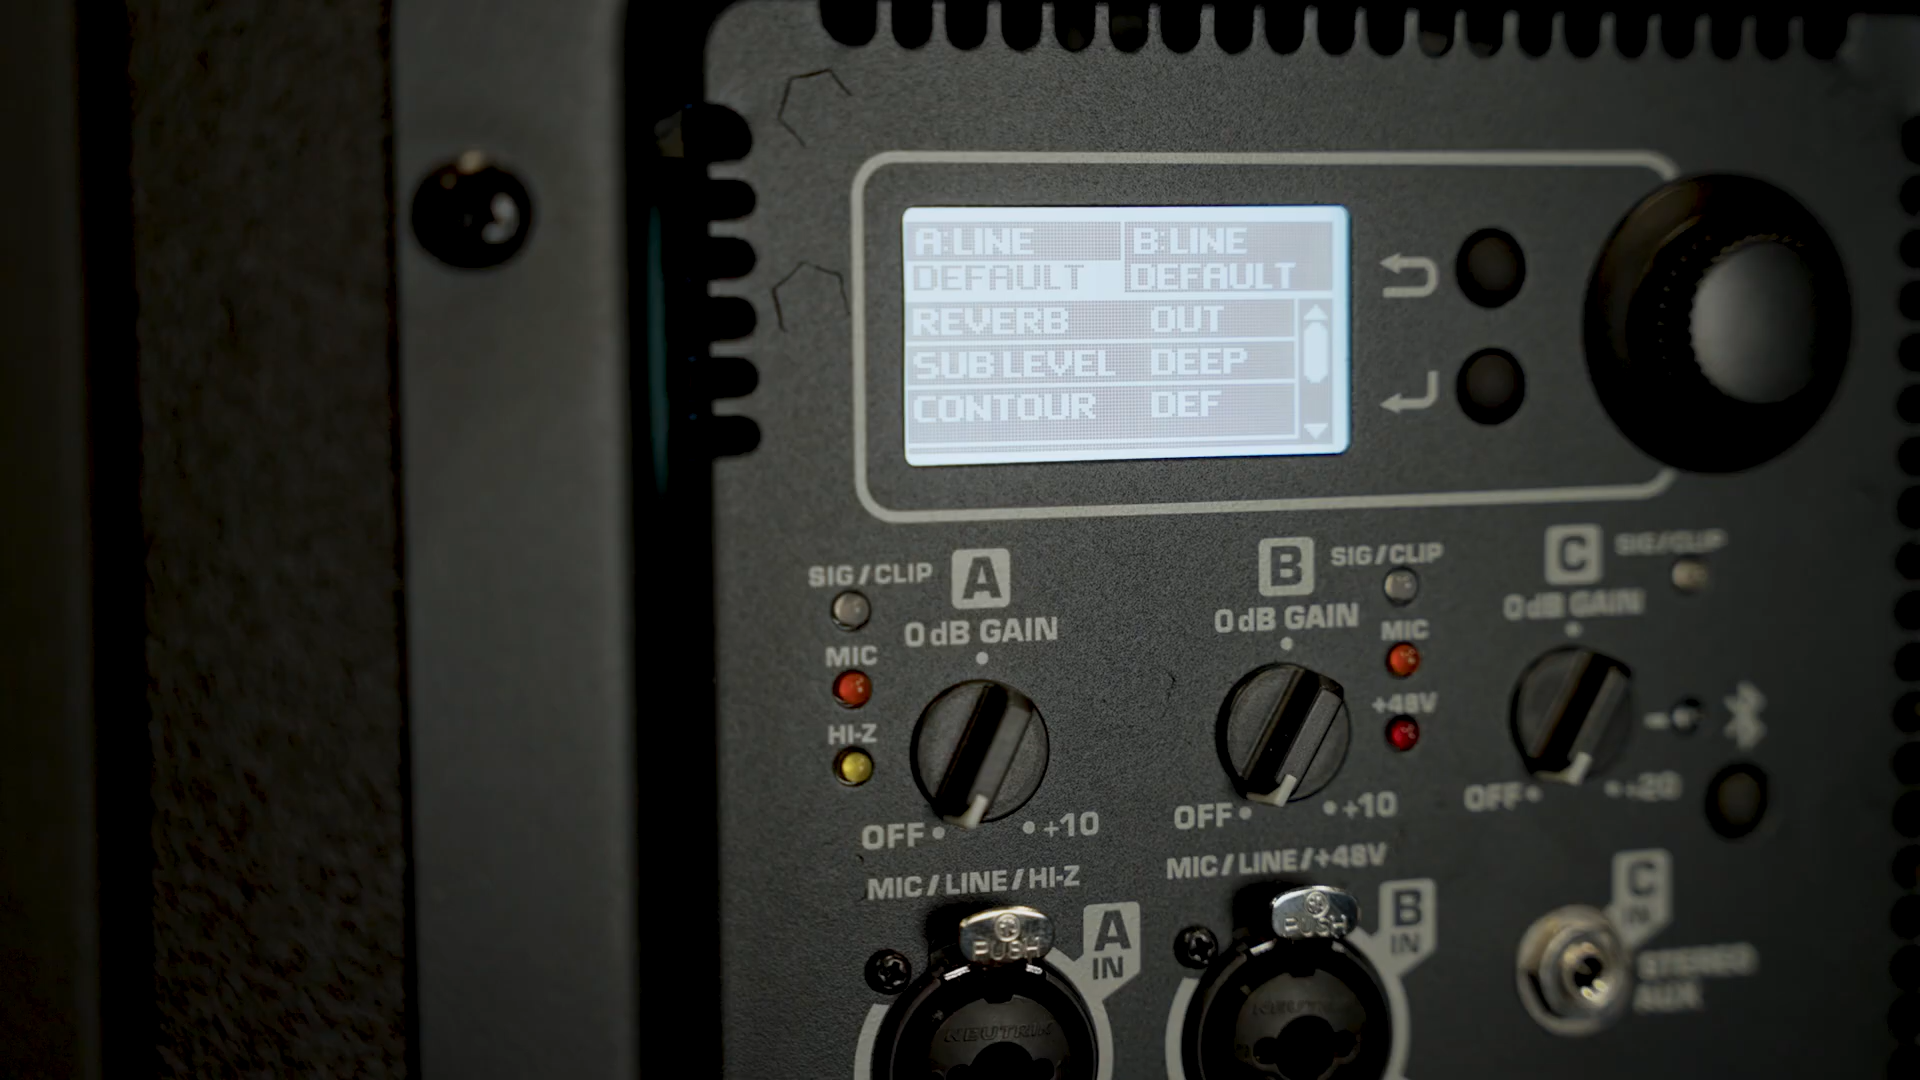 A:LINE B:LINE
DEFAULT DEFAULT
REVERB OUT
SUB LEVEL DEEP
CONTOUR DEF
SIG/CLIP A
0 dB GAIN
MIC
HI-Z
OFF +10
MIC/LINE/HI-Z
B SIG/CLIP
0 dB GAIN
MIC
+48V
OFF +10
MIC/LINE/+48V
C SIG/CLIP
0 dB GAIN
OFF +20
PUSH
A
IN
NEUTRIK
PUSH
B
IN
NEUTRIK
C
IN
STEREO
AUX